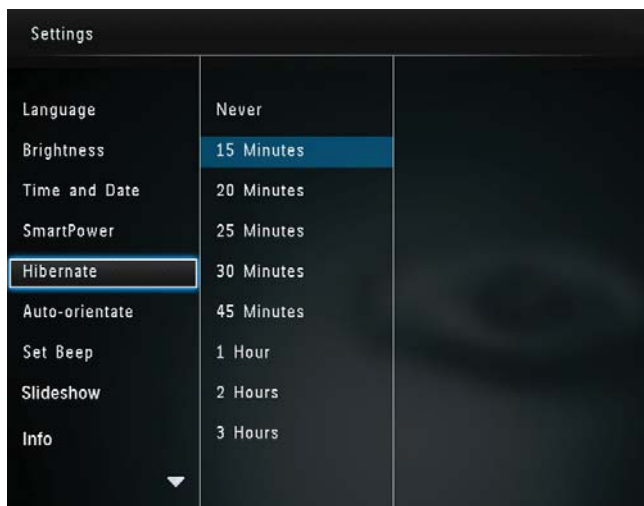 Settings
Language
Brightness
Time and Date
SmartPower
Hibernate
Auto-orientate
Set Beep
Slideshow
Info
Never
15 Minutes
20 Minutes
25 Minutes
30 Minutes
45 Minutes
1 Hour
2 Hours
3 Hours